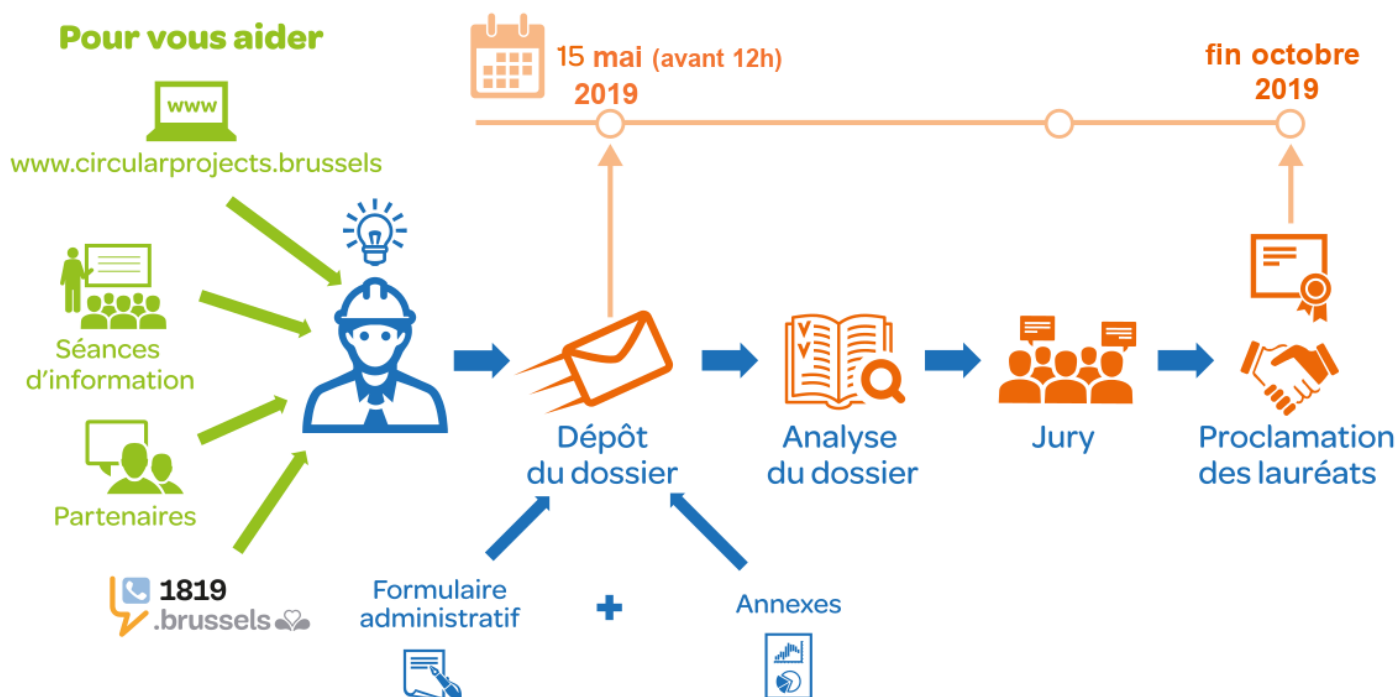 Pour vous aider
www
www.circularprojects.brussels
Séances
d'information
Partenaires
1819
.brussels
15 mai (avant 12h)
2019
fin octobre
2019
Dépôt
du dossier
Analyse
du dossier
Jury
Proclamation
des lauréats
Formulaire
administratif
+
Annexes